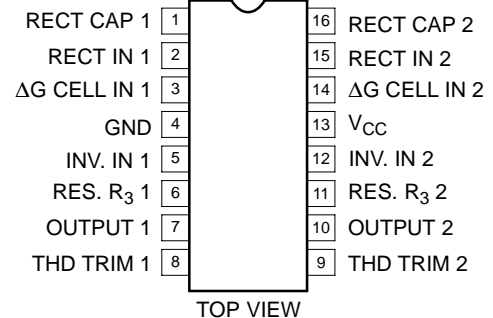 RECT CAP 1 1 16 RECT CAP 2
RECT IN 1 2 15 RECT IN 2
ΔG CELL IN 1 3 14 ΔG CELL IN 2
GND 4 13 VCC
INV. IN 1 5 12 INV. IN 2
RES. R3 1 6 11 RES. R3 2
OUTPUT 1 7 10 OUTPUT 2
THD TRIM 1 8 9 THD TRIM 2
TOP VIEW